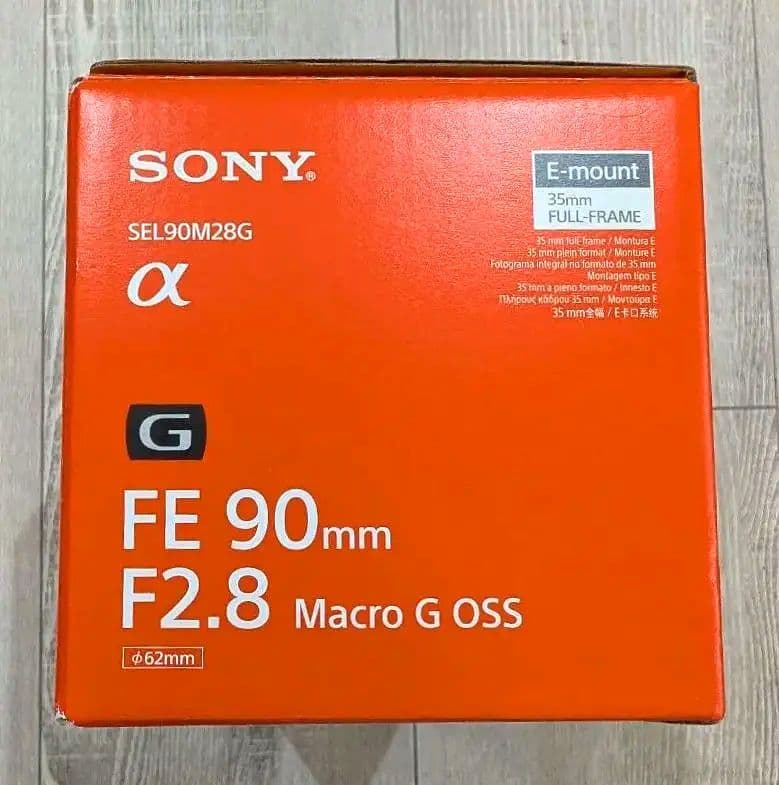 SONY®
SEL90M28G
α
E-mount
35mm
FULL-FRAME
35 mm full-frame / Montura E
35 mm plein format / Monture E
Fotograma integral no formato de 35 mm
Montagem tipo E
35 mm a pieno formato / Innesto E
Πλήρους κάδρου 35 mm / Μοντούρα E
35 mm全幅 / E卡口系统
G
FE 90mm
F2.8 Macro G OSS
ϕ62mm